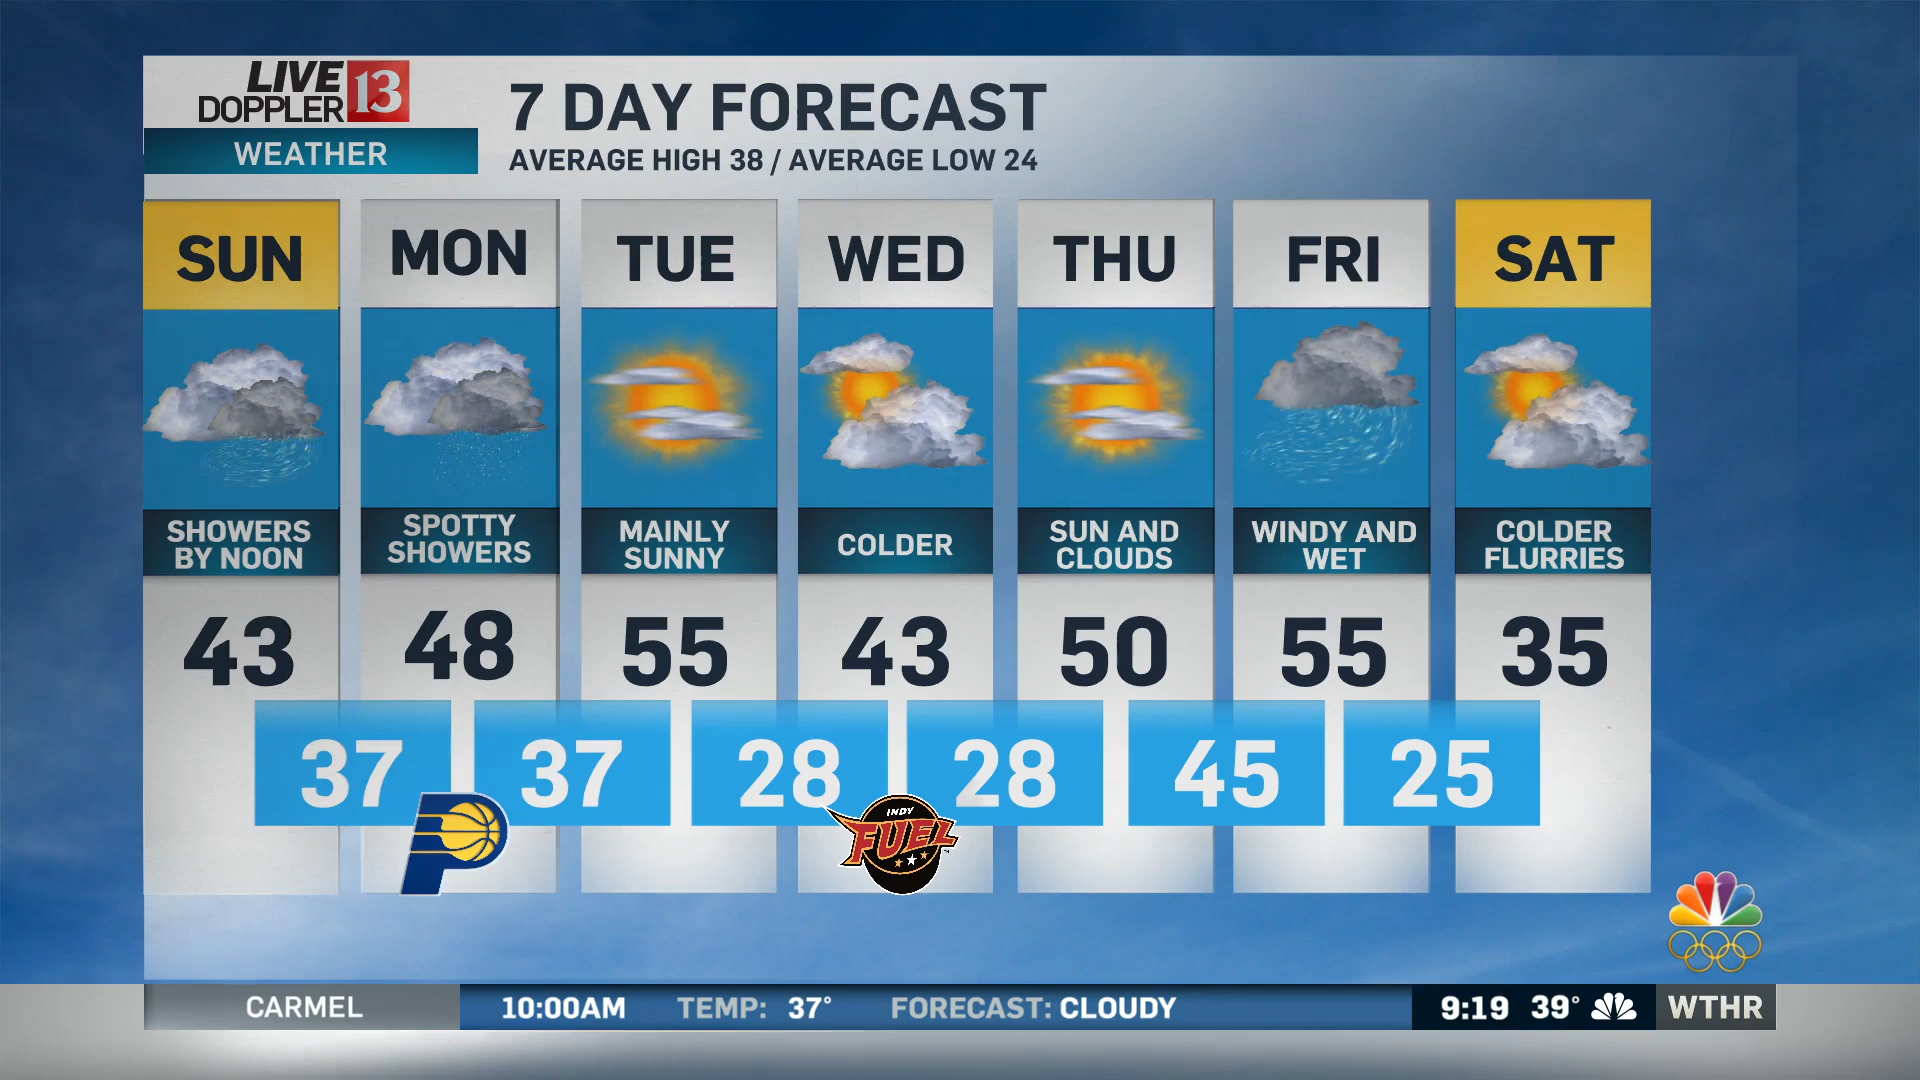 LIVE
DOPPLER 13
WEATHER
7 DAY FORECAST
AVERAGE HIGH 38 / AVERAGE LOW 24
SUN MON TUE WED THU FRI SAT
SHOWERS
BY NOON
SPOTTY
SHOWERS
MAINLY
SUNNY
COLDER
SUN AND
CLOUDS
WINDY AND
WET
COLDER
FLURRIES
43 48 55 43 50 55 35
37 37 28 28 45 25
P
INDY
FUEL
CARMEL 10:00AM TEMP: 37° FORECAST: CLOUDY 9:19 39° WTHR